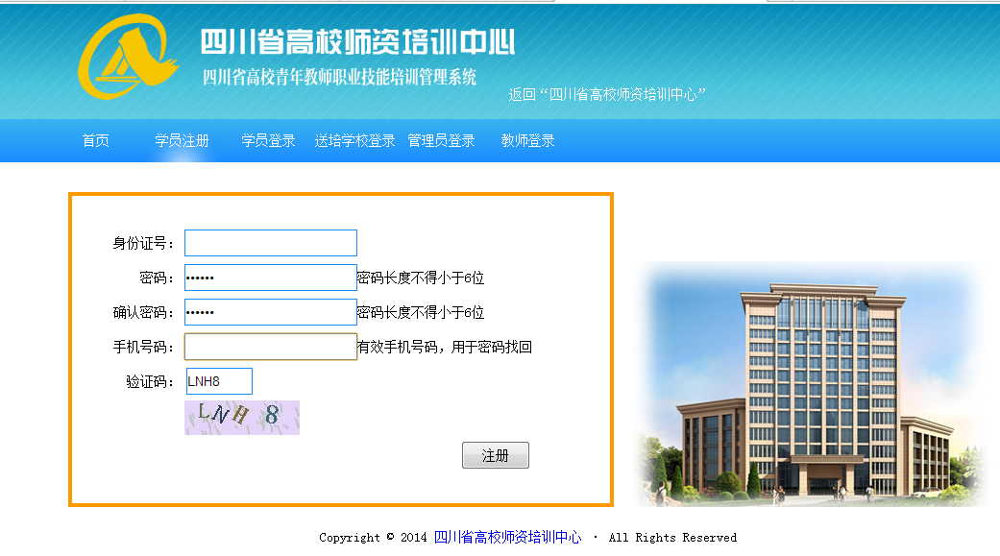 四川省高校师资培训中心
四川省高校青年教师职业技能培训管理系统
返回“四川省高校师资培训中心”
首页 学员注册 学员登录 送培学校登录 管理员登录 教师登录
身份证号：
密码： •••••• 密码长度不得小于6位
确认密码： •••••• 密码长度不得小于6位
手机号码： 有效手机号码，用于密码找回
验证码： LNH8
LNH8
注册
Copyright © 2014 四川省高校师资培训中心 · All Rights Reserved